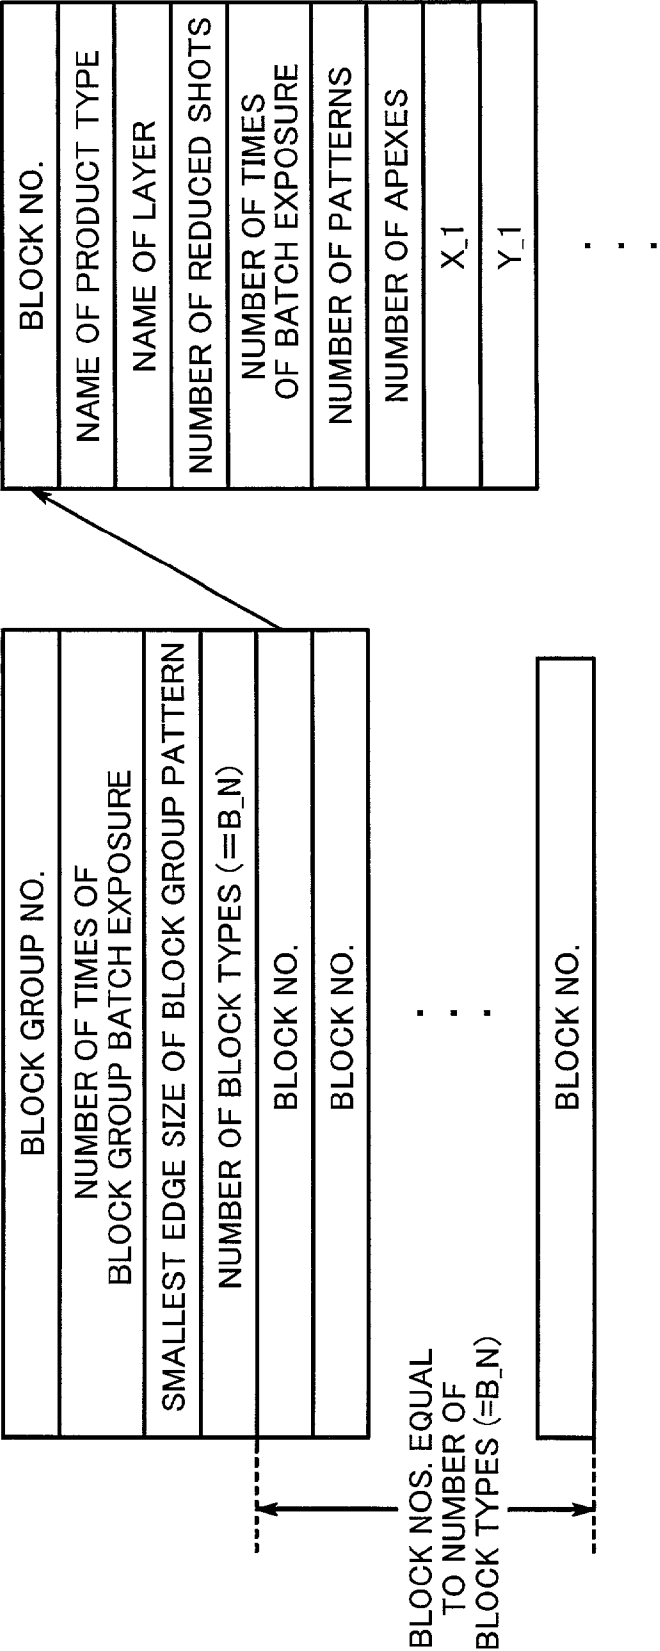 BLOCK GROUP NO.
NUMBER OF TIMES OF
BLOCK GROUP BATCH EXPOSURE
SMALLEST EDGE SIZE OF BLOCK GROUP PATTERN
NUMBER OF BLOCK TYPES (=B_N)
BLOCK NO.
BLOCK NO.
. . .
BLOCK NO.
BLOCK NOS. EQUAL
TO NUMBER OF
BLOCK TYPES (=B_N)
BLOCK NO.
NAME OF PRODUCT TYPE
NAME OF LAYER
NUMBER OF REDUCED SHOTS
NUMBER OF TIMES
OF BATCH EXPOSURE
NUMBER OF PATTERNS
NUMBER OF APEXES
X_1
Y_1
. . .